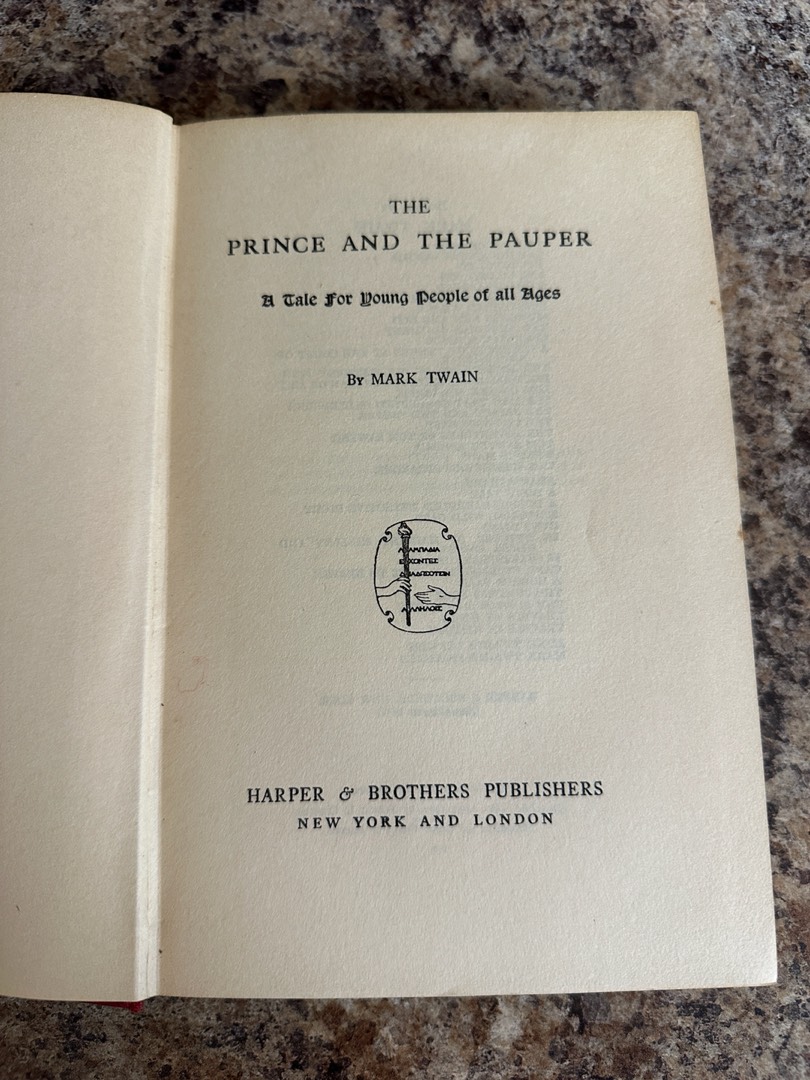 THE
PRINCE AND THE PAUPER
A Tale For Young People of all Ages
By MARK TWAIN
HARPER & BROTHERS PUBLISHERS
NEW YORK AND LONDON